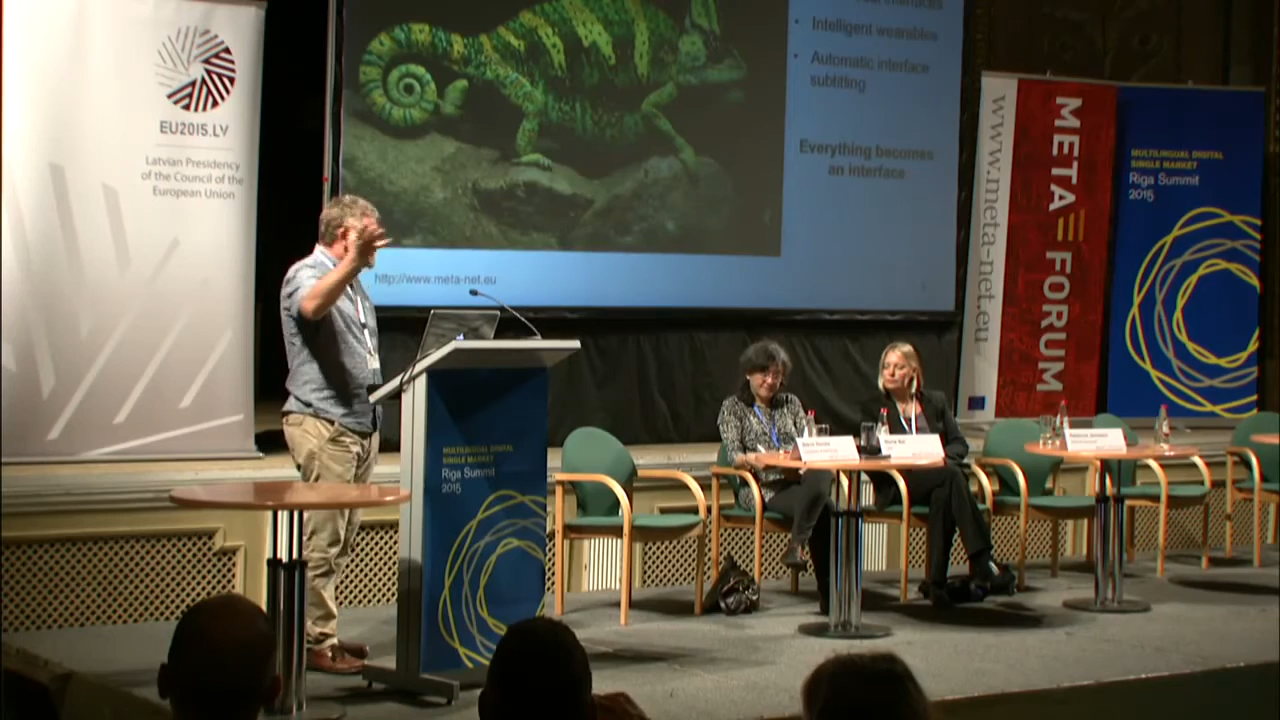 EU2015.LV
Latvian Presidency
of the Council of the
European Union
interfaces
• Intelligent wearables
• Automatic interface
subtitling
Everything becomes
an interface
http://www.meta-net.eu
www.meta-net.eu
META FORUM
MULTILINGUAL DIGITAL
SINGLE MARKET
Riga Summit
2015
MULTILINGUAL DIGITAL
SINGLE MARKET
Riga Summit
2015